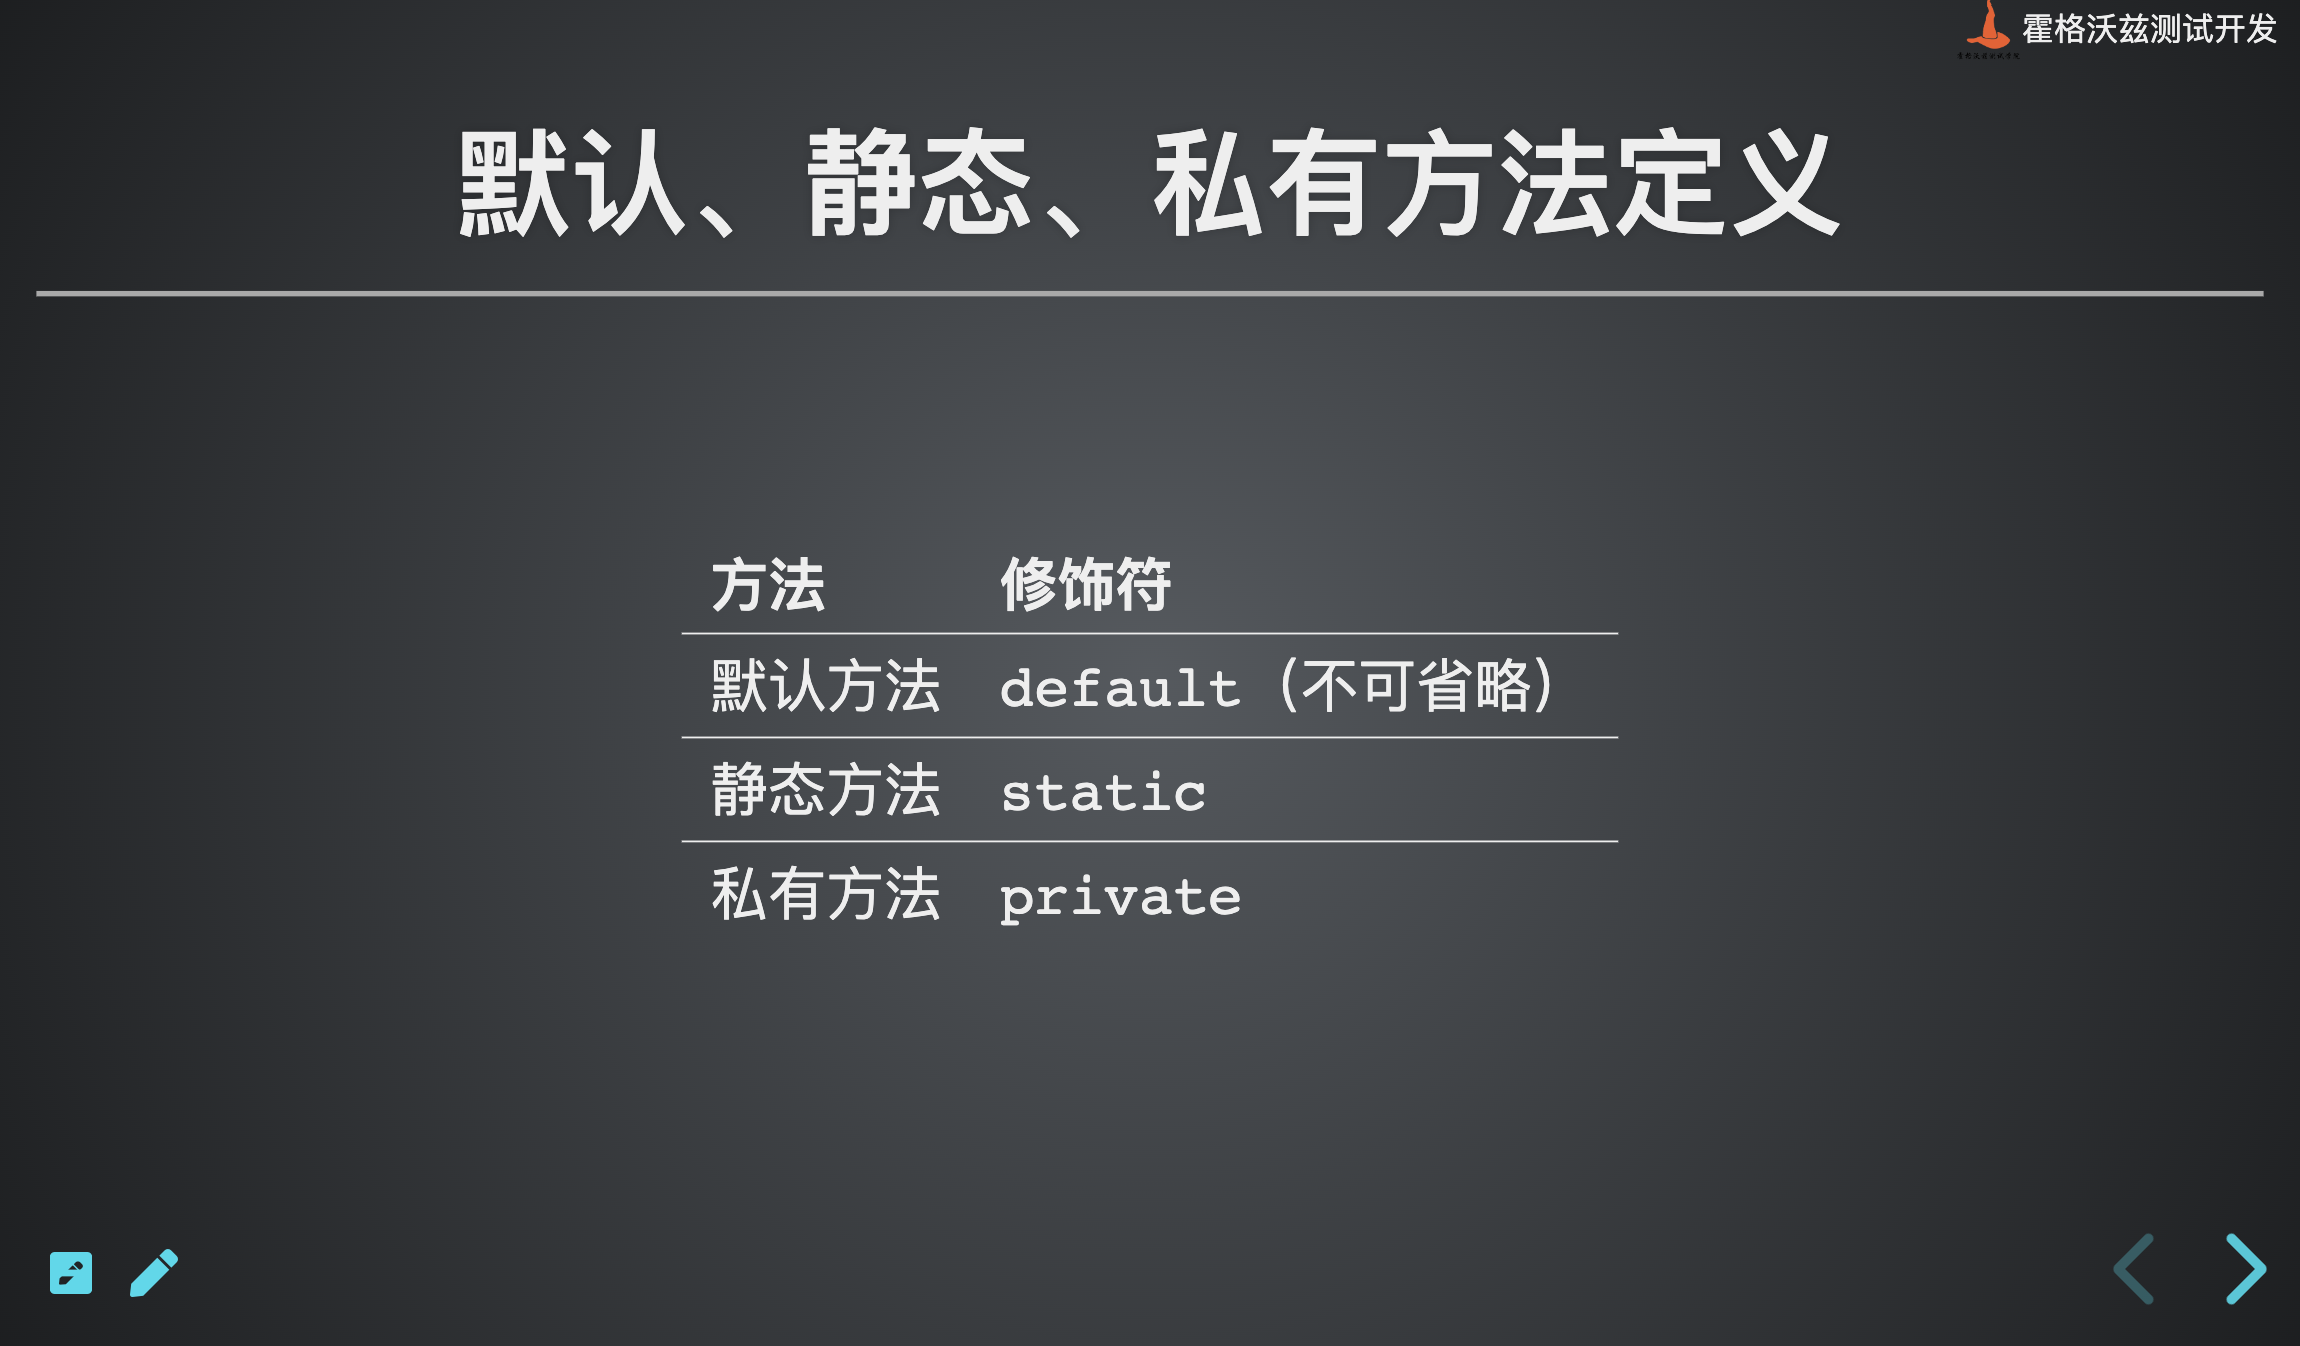 霍格沃兹测试开发
默认、静态、私有方法定义
方法 修饰符
默认方法 default（不可省略）
静态方法 static
私有方法 private